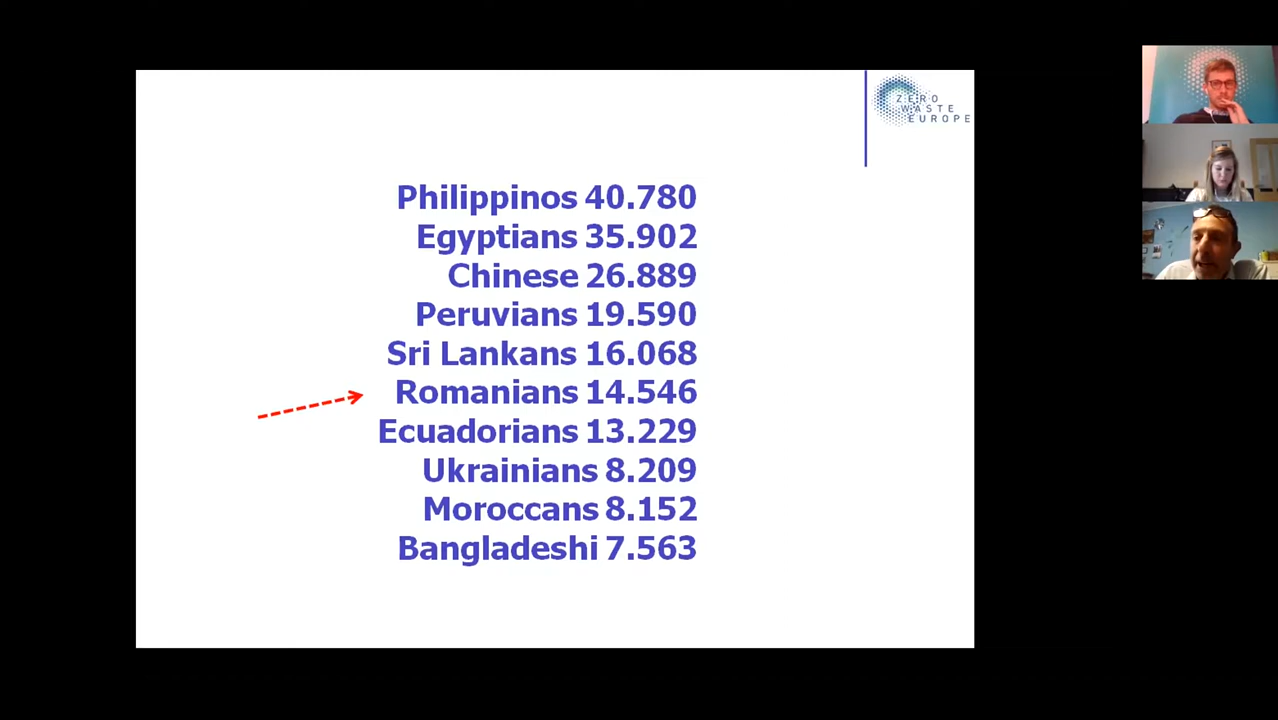 ZERO
WASTE
EUROPE
Philippinos 40.780
Egyptians 35.902
Chinese 26.889
Peruvians 19.590
Sri Lankans 16.068
Romanians 14.546
Ecuadorians 13.229
Ukrainians 8.209
Moroccans 8.152
Bangladeshi 7.563